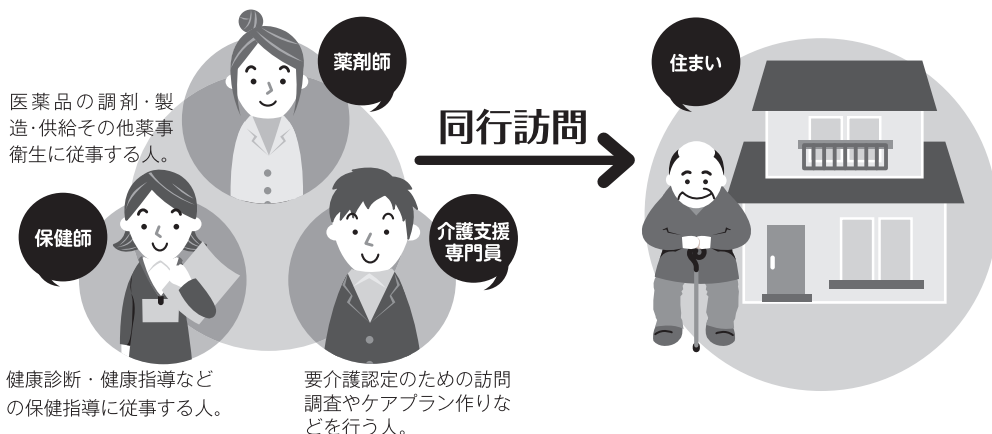 薬剤師
医薬品の調剤・製
造・供給その他薬事
衛生に従事する人。
保健師
健康診断・健康指導など
の保健指導に従事する人。
介護支援
専門員
要介護認定のための訪問
調査やケアプラン作りな
どを行う人。
同行訪問
住まい